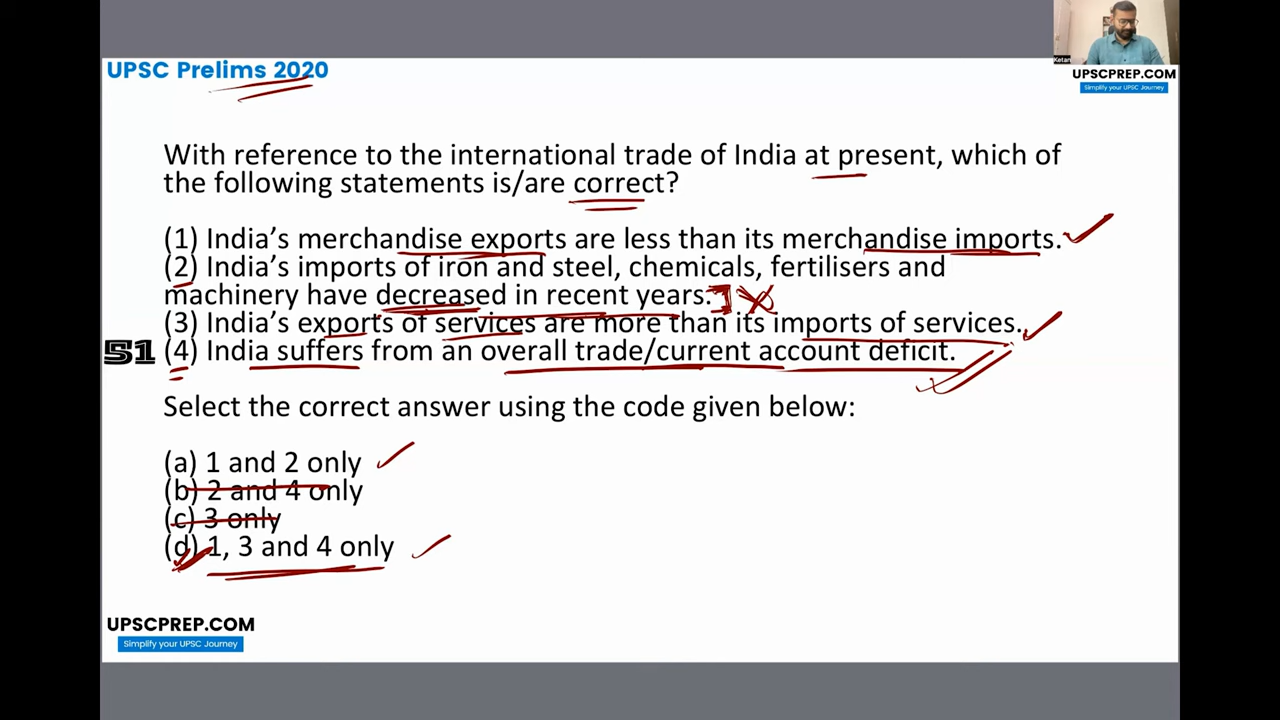 UPSC Prelims 2020
Ketan
UPSCPREP.COM
Simplify your UPSC Journey
With reference to the international trade of India at present, which of
the following statements is/are correct?
(1) India’s merchandise exports are less than its merchandise imports.
(2) India’s imports of iron and steel, chemicals, fertilisers and
machinery have decreased in recent years.
(3) India’s exports of services are more than its imports of services.
51
(4) India suffers from an overall trade/current account deficit.
Select the correct answer using the code given below:
(a) 1 and 2 only
(b) 2 and 4 only
(c) 3 only
(d) 1, 3 and 4 only
UPSCPREP.COM
Simplify your UPSC Journey